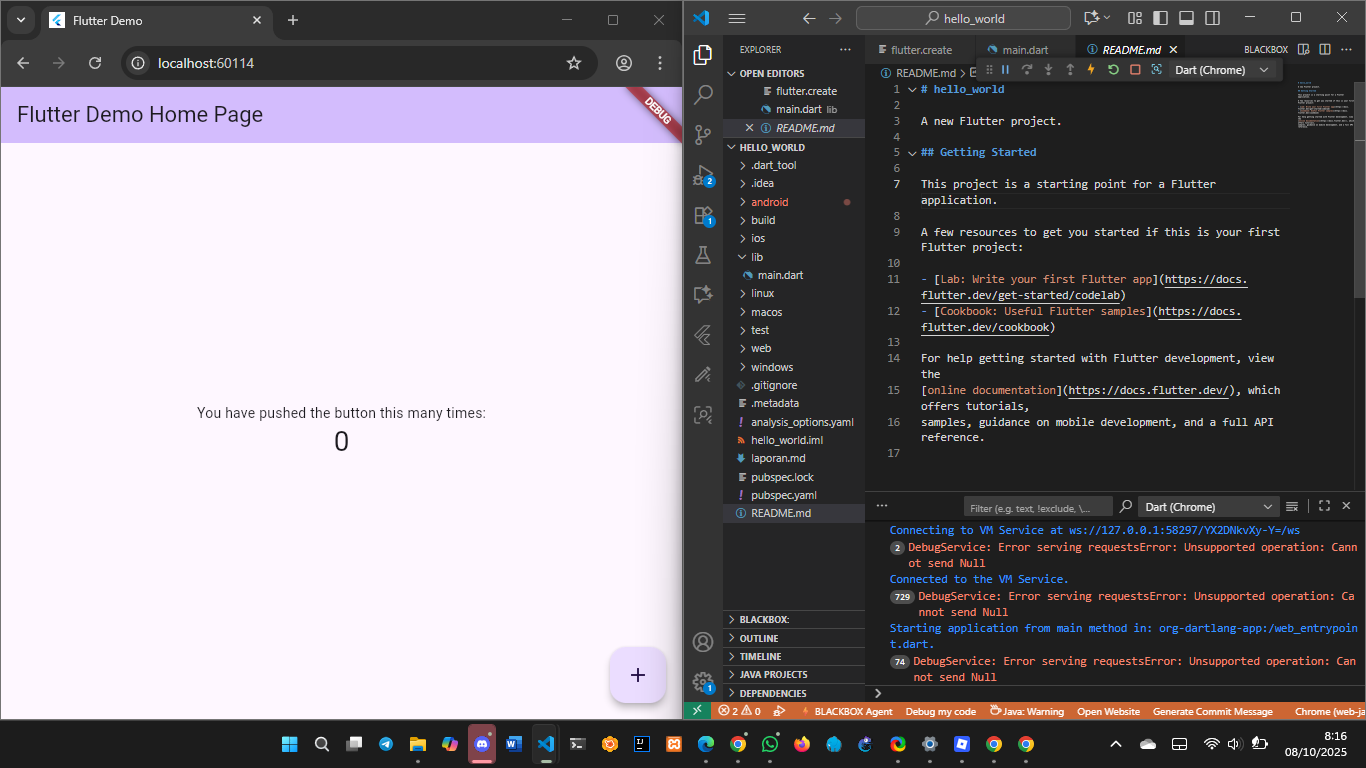 Flutter Demo
localhost:60114
Flutter Demo Home Page
DEBUG
You have pushed the button this many times:
0
hello_world
EXPLORER
OPEN EDITORS
flutter.create
main.dart lib
README.md
HELLO_WORLD
.dart_tool
.idea
android
build
ios
lib
main.dart
linux
macos
test
web
windows
.gitignore
.metadata
analysis_options.yaml
hello_world.iml
laporan.md
pubspec.lock
pubspec.yaml
README.md
BLACKBOX:
OUTLINE
TIMELINE
JAVA PROJECTS
DEPENDENCIES
2
1
1
flutter.create
main.dart
README.md
BLACKBOX
README.md
Dart (Chrome)
1 # hello_world
2
3 A new Flutter project.
4
5 ## Getting Started
6
7 This project is a starting point for a Flutter
application.
8
9 A few resources to get you started if this is your first
Flutter project:
10
11 - [Lab: Write your first Flutter app](https://docs.
flutter.dev/get-started/codelab)
12 - [Cookbook: Useful Flutter samples](https://docs.
flutter.dev/cookbook)
13
14 For help getting started with Flutter development, view
the
15 [online documentation](https://docs.flutter.dev/), which
offers tutorials,
16 samples, guidance on mobile development, and a full API
reference.
17
Filter (e.g. text, !exclude, \...
Dart (Chrome)
Connecting to VM Service at ws://127.0.0.1:58297/YX2DNkvXy-Y=/ws
2 DebugService: Error serving requestsError: Unsupported operation: Cann
ot send Null
Connected to the VM Service.
729 DebugService: Error serving requestsError: Unsupported operation: Ca
nnot send Null
Starting application from main method in: org-dartlang-app:/web_entrypoin
t.dart.
74 DebugService: Error serving requestsError: Unsupported operation: Can
not send Null
2 0
BLACKBOX Agent
Debug my code
Java: Warning
Open Website
Generate Commit Message
Chrome (web-ja
8:16
08/10/2025